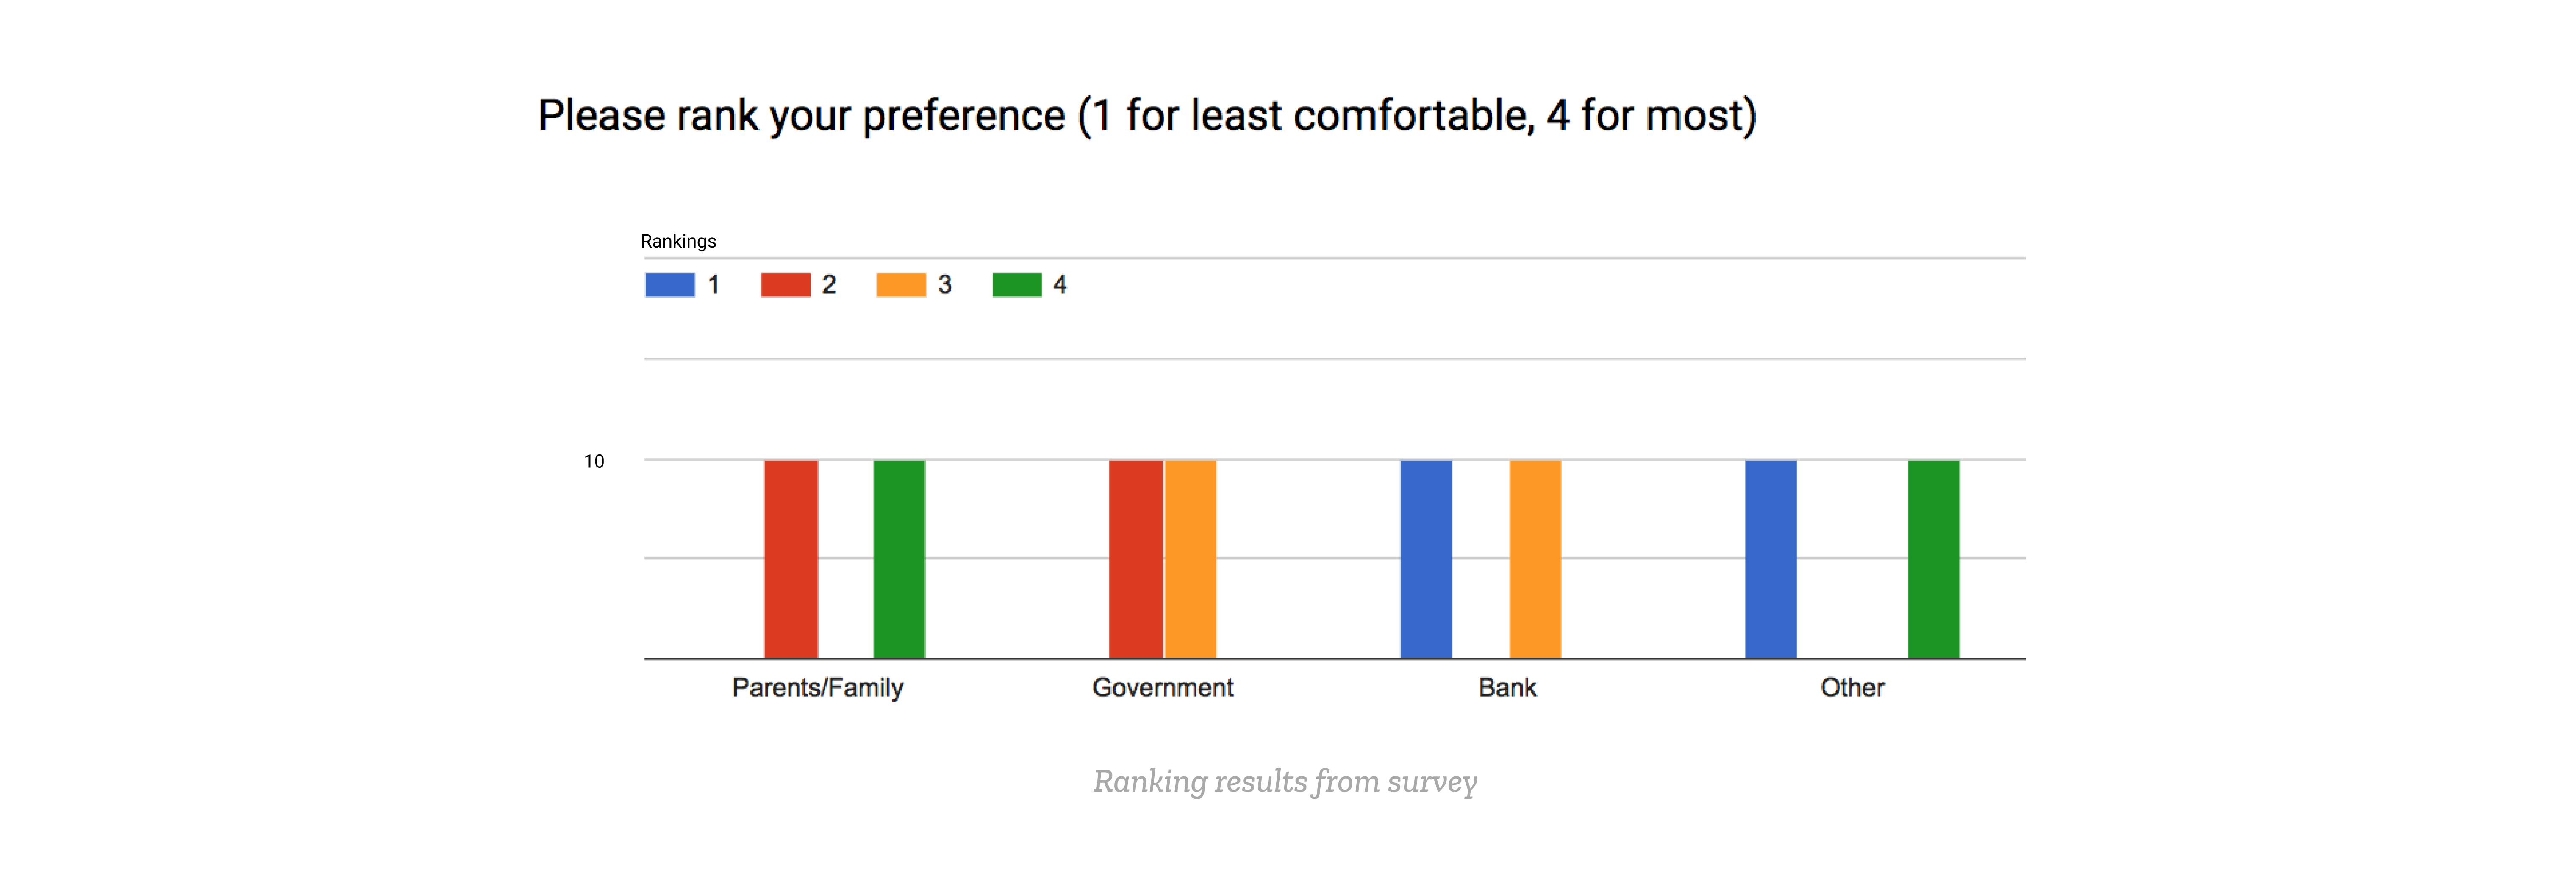 Please rank your preference (1 for least comfortable, 4 for most)
Rankings
1 2 3 4
10
Parents/Family Government Bank Other
Ranking results from survey